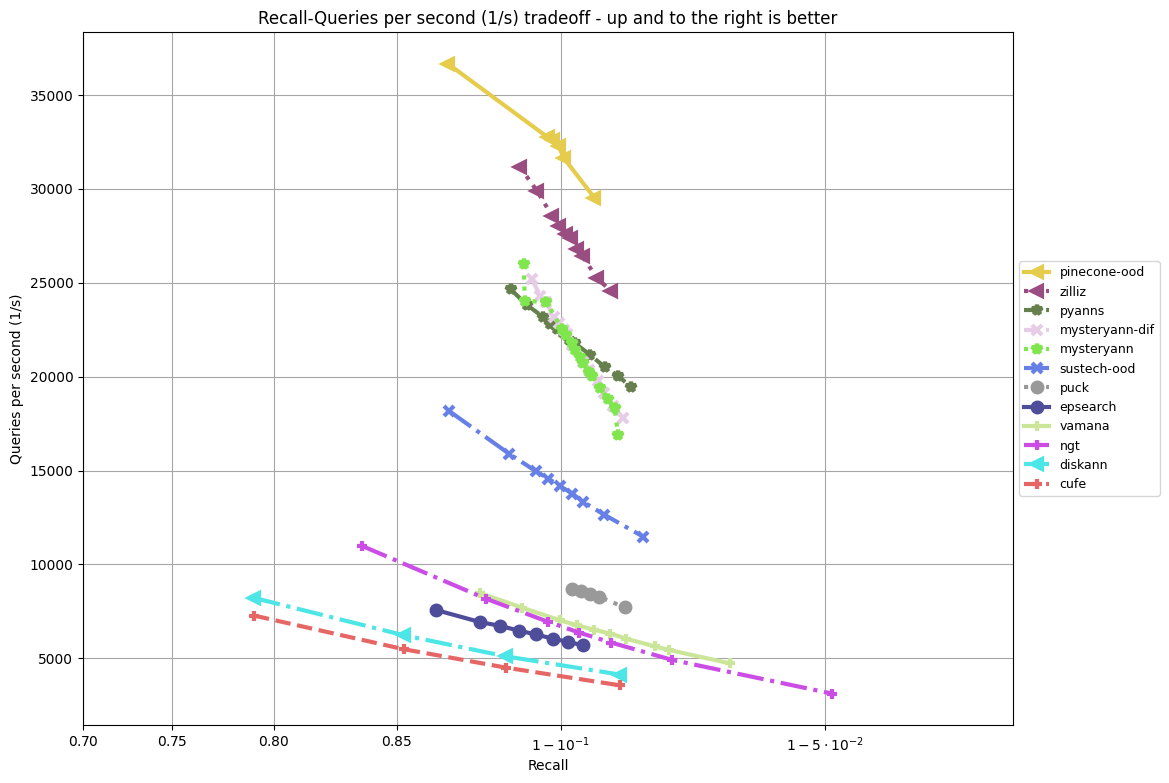 Recall-Queries per second (1/s) tradeoff - up and to the right is better
Queries per second (1/s)
35000
30000
25000
20000
15000
10000
5000
0.70
0.75
0.80
0.85
1 − 10⁻¹
1 − 5 · 10⁻²
Recall
pinecone-ood
zilliz
pyanns
mysteryann-dif
mysteryann
sustech-ood
puck
epsearch
vamana
ngt
diskann
cufe